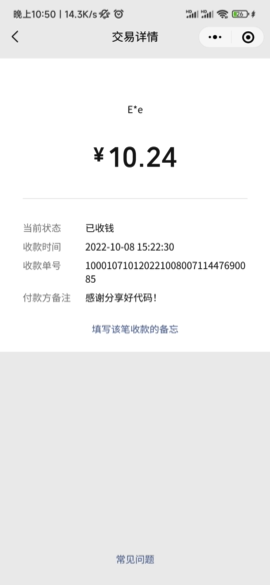 晚上10:50 | 14.3K/s
交易详情
E*e
¥10.24
当前状态 已收钱
收款时间 2022-10-08 15:22:30
收款单号 100010710120221008007114476900
85
付款方备注 感谢分享好代码！
填写该笔收款的备忘
常见问题